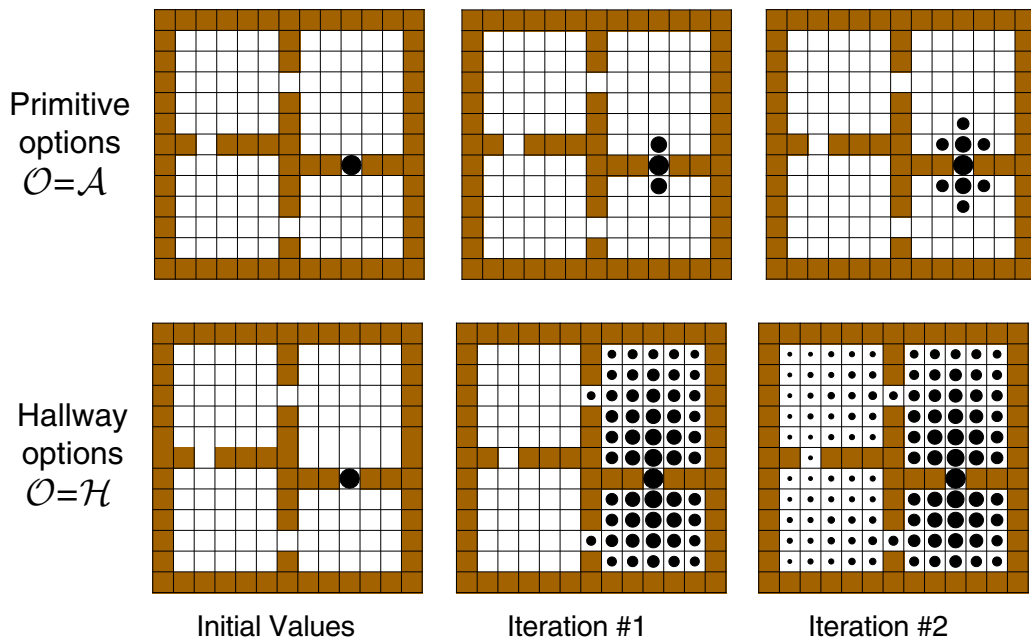 Primitive
options
𝒪=𝒜
Hallway
options
𝒪=ℋ
Initial Values
Iteration #1
Iteration #2